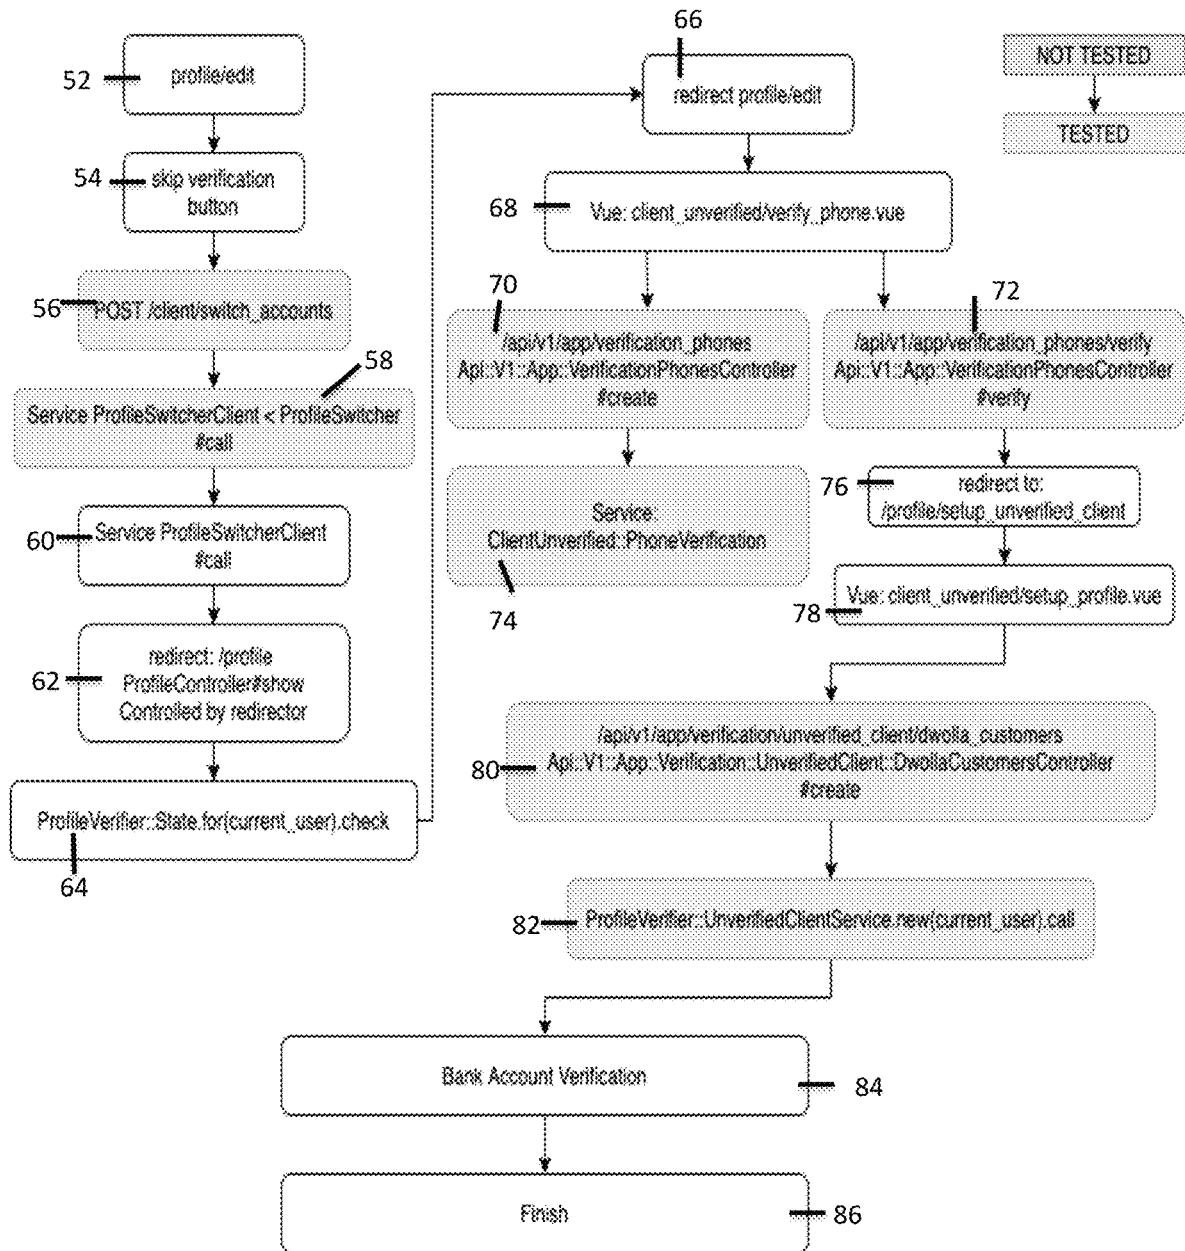 52
profile/edit
54
skip verification
button
56
POST /client/switch_accounts
58
Service ProfileSwitcherClient < ProfileSwitcher
#call
60
Service ProfileSwitcherClient
#call
62
redirect: /profile
ProfileController#show
Controlled by redirector
ProfileVerifier::State.for(current_user).check
64
66
redirect profile/edit
NOT TESTED
TESTED
68
Vue: client_unverified/verify_phone.vue
70
/api/v1/app/verification_phones
Api::V1::App::VerificationPhonesController
#create
72
/api/v1/app/verification_phones/verify
Api::V1::App::VerificationPhonesController
#verify
Service:
ClientUnverified::PhoneVerification
74
76
redirect to:
/profile/setup_unverified_client
78
Vue: client_unverified/setup_profile.vue
80
/api/v1/app/verification/unverified_client/dwolla_customers
Api::V1::App::Verification::UnverifiedClient::DwollaCustomersController
#create
82
ProfileVerifier::UnverifiedClientService.new(current_user).call
Bank Account Verification
84
Finish
86